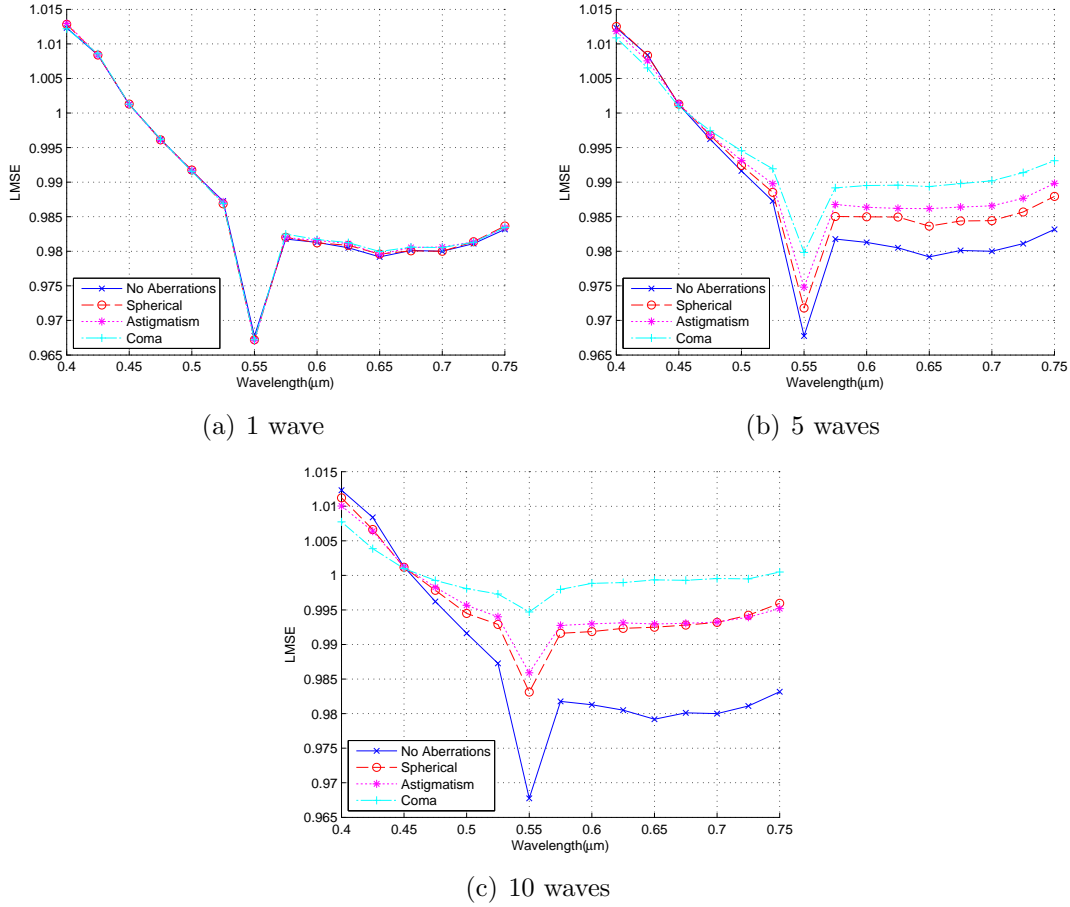 1.015
1.01
1.005
1
0.995
0.99
0.985
0.98
0.975
0.97
0.965
LMSE
No Aberrations
Spherical
Astigmatism
Coma
0.4 0.45 0.5 0.55 0.6 0.65 0.7 0.75
Wavelength(μm)
(a) 1 wave
1.015
1.01
1.005
1
0.995
0.99
0.985
0.98
0.975
0.97
0.965
LMSE
No Aberrations
Spherical
Astigmatism
Coma
0.4 0.45 0.5 0.55 0.6 0.65 0.7 0.75
Wavelength(μm)
(b) 5 waves
1.015
1.01
1.005
1
0.995
0.99
0.985
0.98
0.975
0.97
0.965
LMSE
No Aberrations
Spherical
Astigmatism
Coma
0.4 0.45 0.5 0.55 0.6 0.65 0.7 0.75
Wavelength(μm)
(c) 10 waves